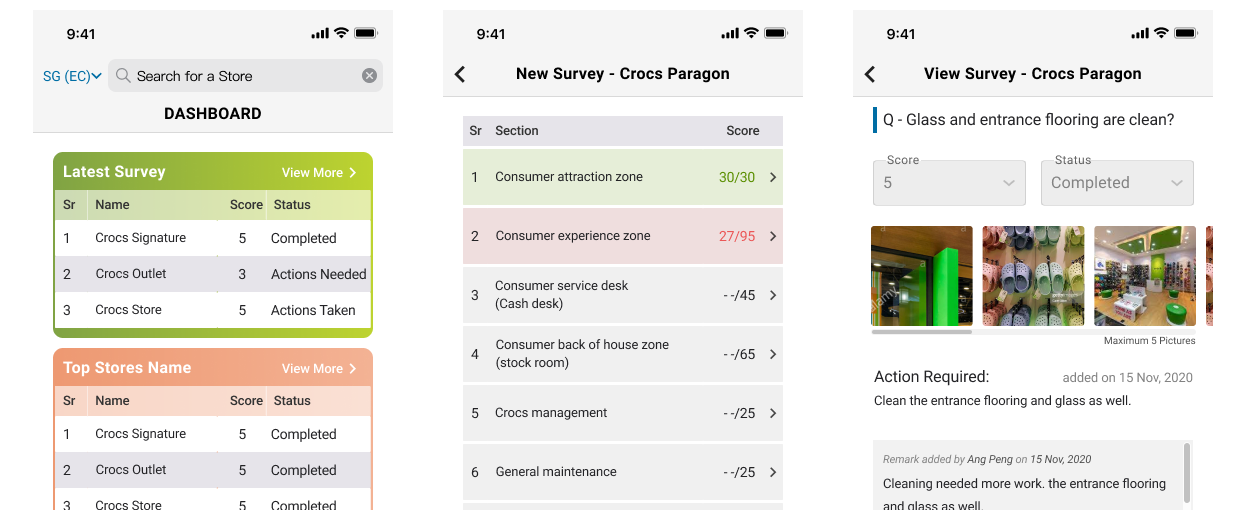 9:41
SG (EC)
Search for a Store
DASHBOARD
Latest Survey
View More
Sr Name Score Status
1 Crocs Signature 5 Completed
2 Crocs Outlet 3 Actions Needed
3 Crocs Store 5 Actions Taken
Top Stores Name
View More
Sr Name Score Status
1 Crocs Signature 5 Completed
2 Crocs Outlet 5 Completed
3 Crocs Store 5 Completed
9:41
New Survey - Crocs Paragon
Sr Section Score
1 Consumer attraction zone 30/30
2 Consumer experience zone 27/95
3 Consumer service desk
(Cash desk) - -/45
4 Consumer back of house zone
(stock room) - -/65
5 Crocs management - -/25
6 General maintenance - -/25
9:41
View Survey - Crocs Paragon
Q - Glass and entrance flooring are clean?
Score
5
Status
Completed
Maximum 5 Pictures
Action Required:
added on 15 Nov, 2020
Clean the entrance flooring and glass as well.
Remark added by Ang Peng on 15 Nov, 2020
Cleaning needed more work. the entrance flooring
and glass as well.